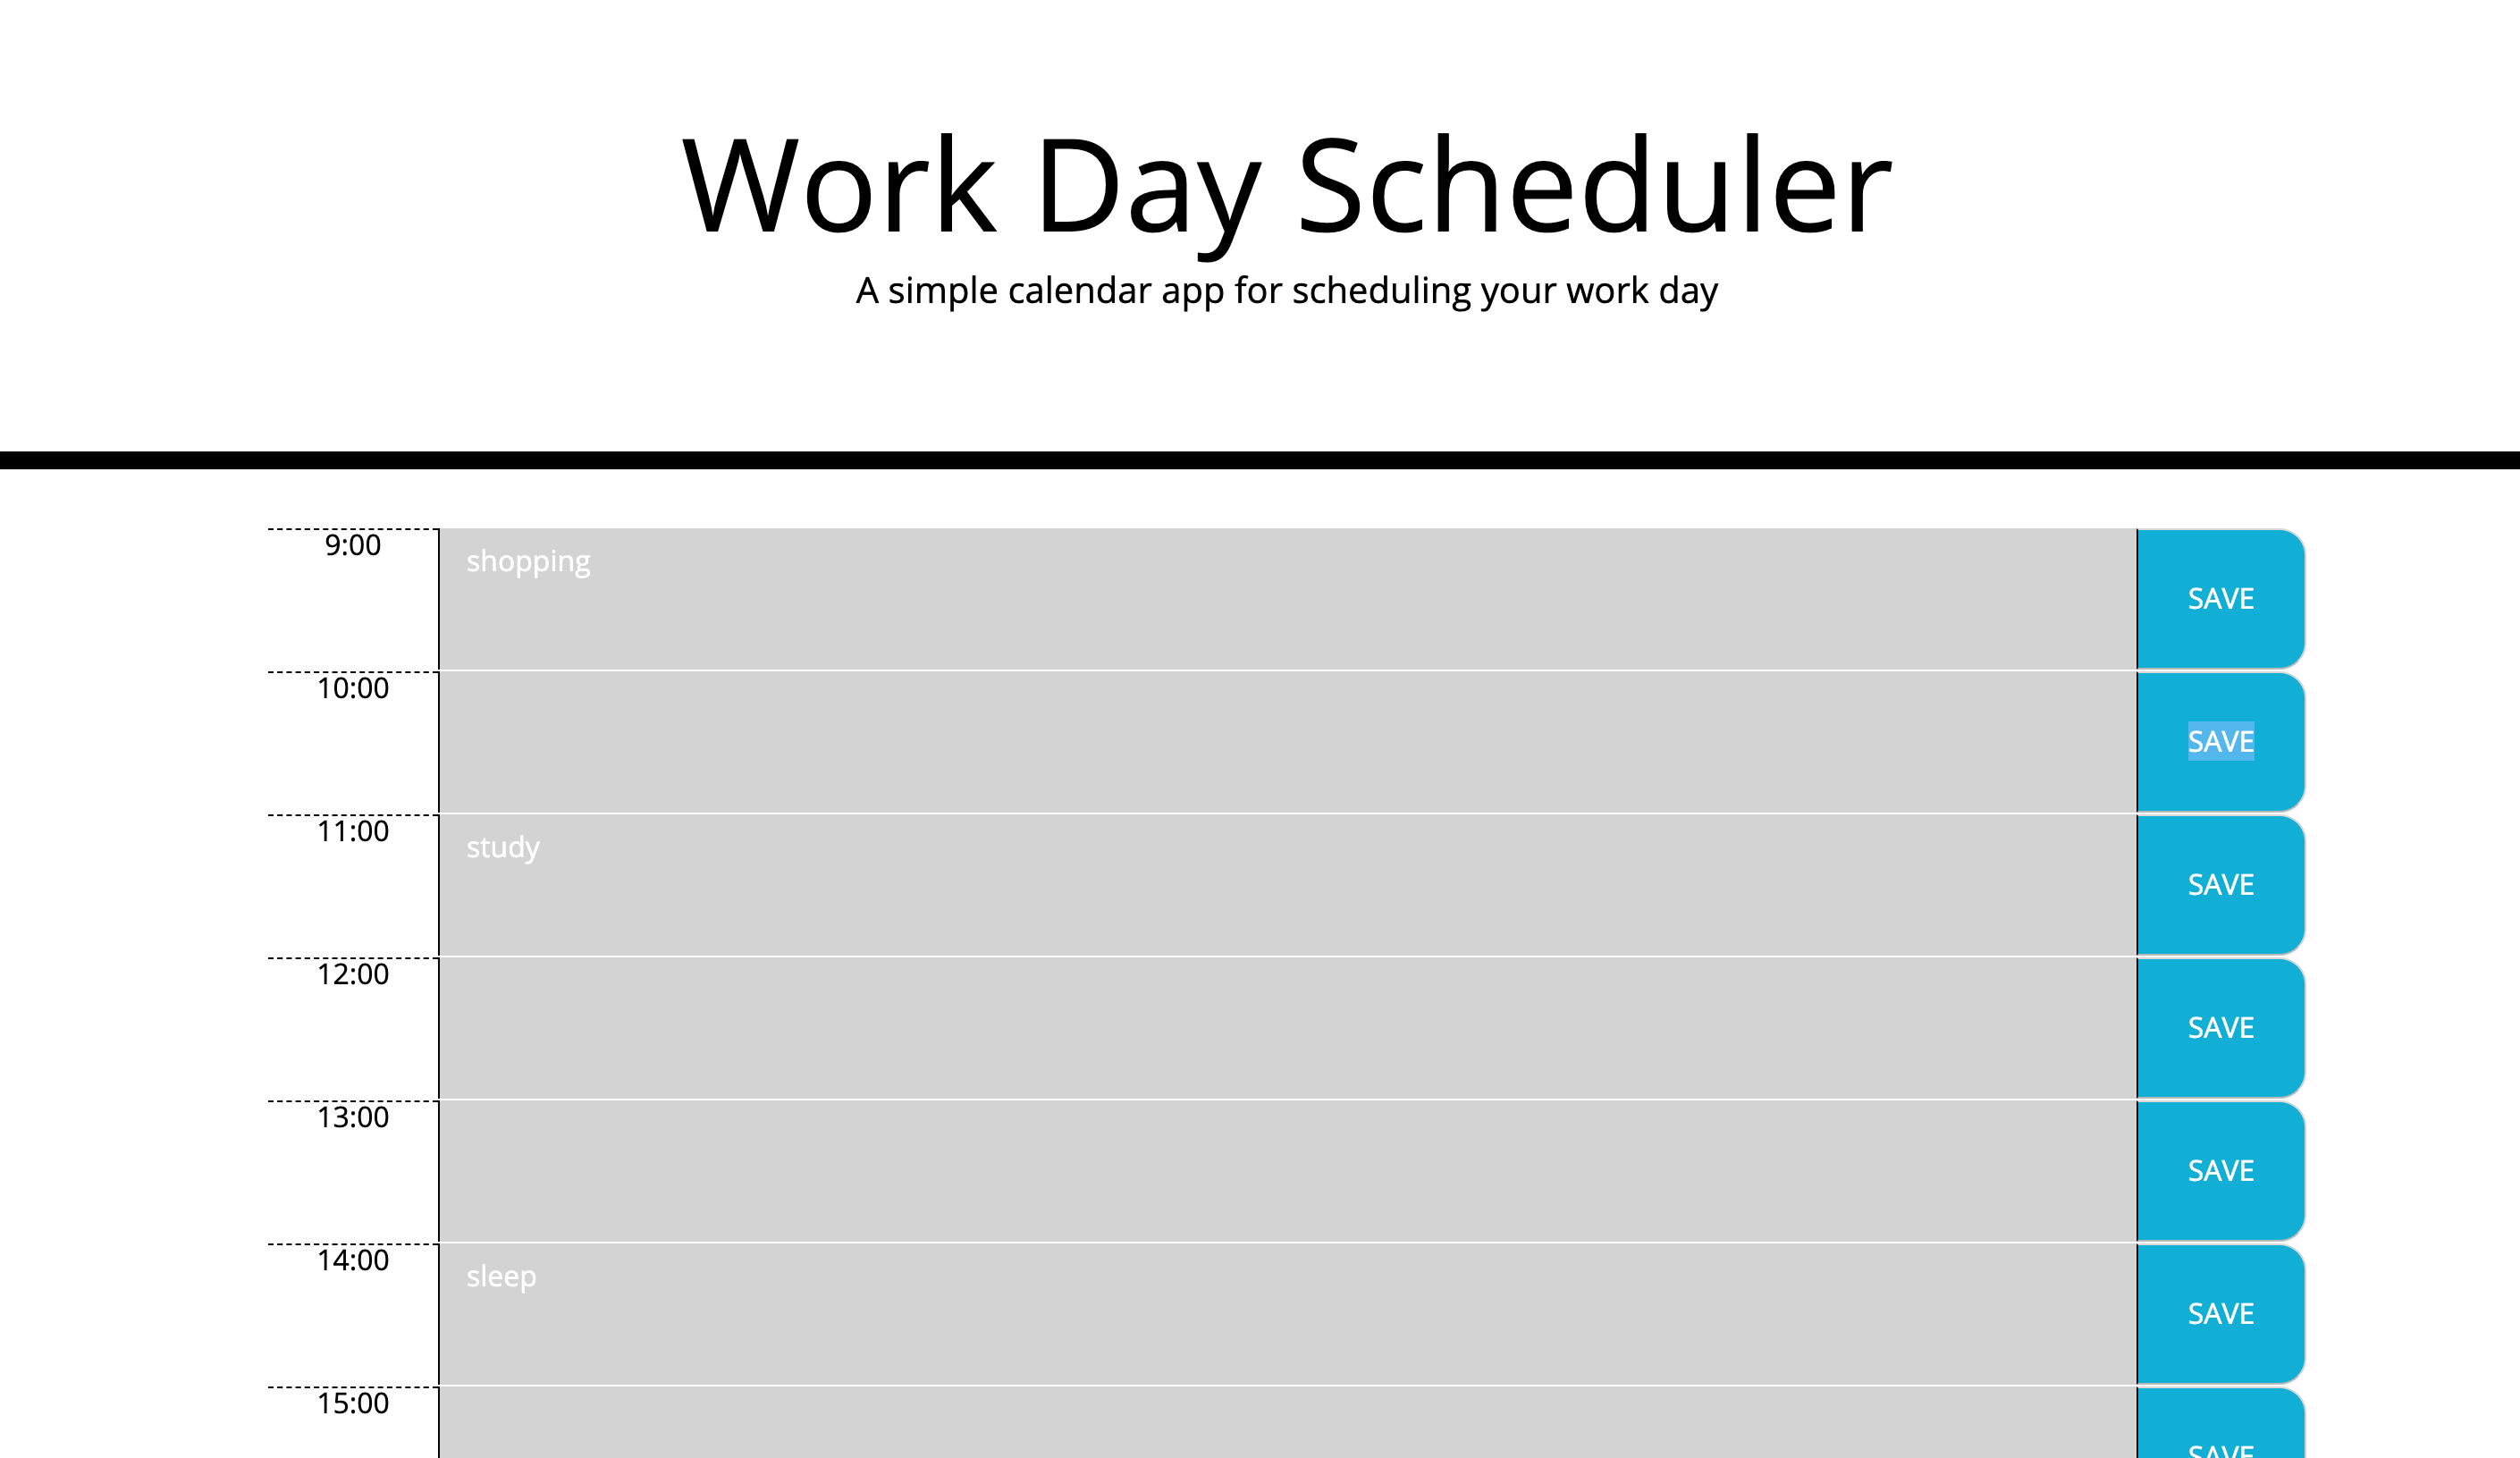 Work Day Scheduler
A simple calendar app for scheduling your work day
9:00
shopping
SAVE
10:00
SAVE
11:00
study
SAVE
12:00
SAVE
13:00
SAVE
14:00
sleep
SAVE
15:00
SAVE